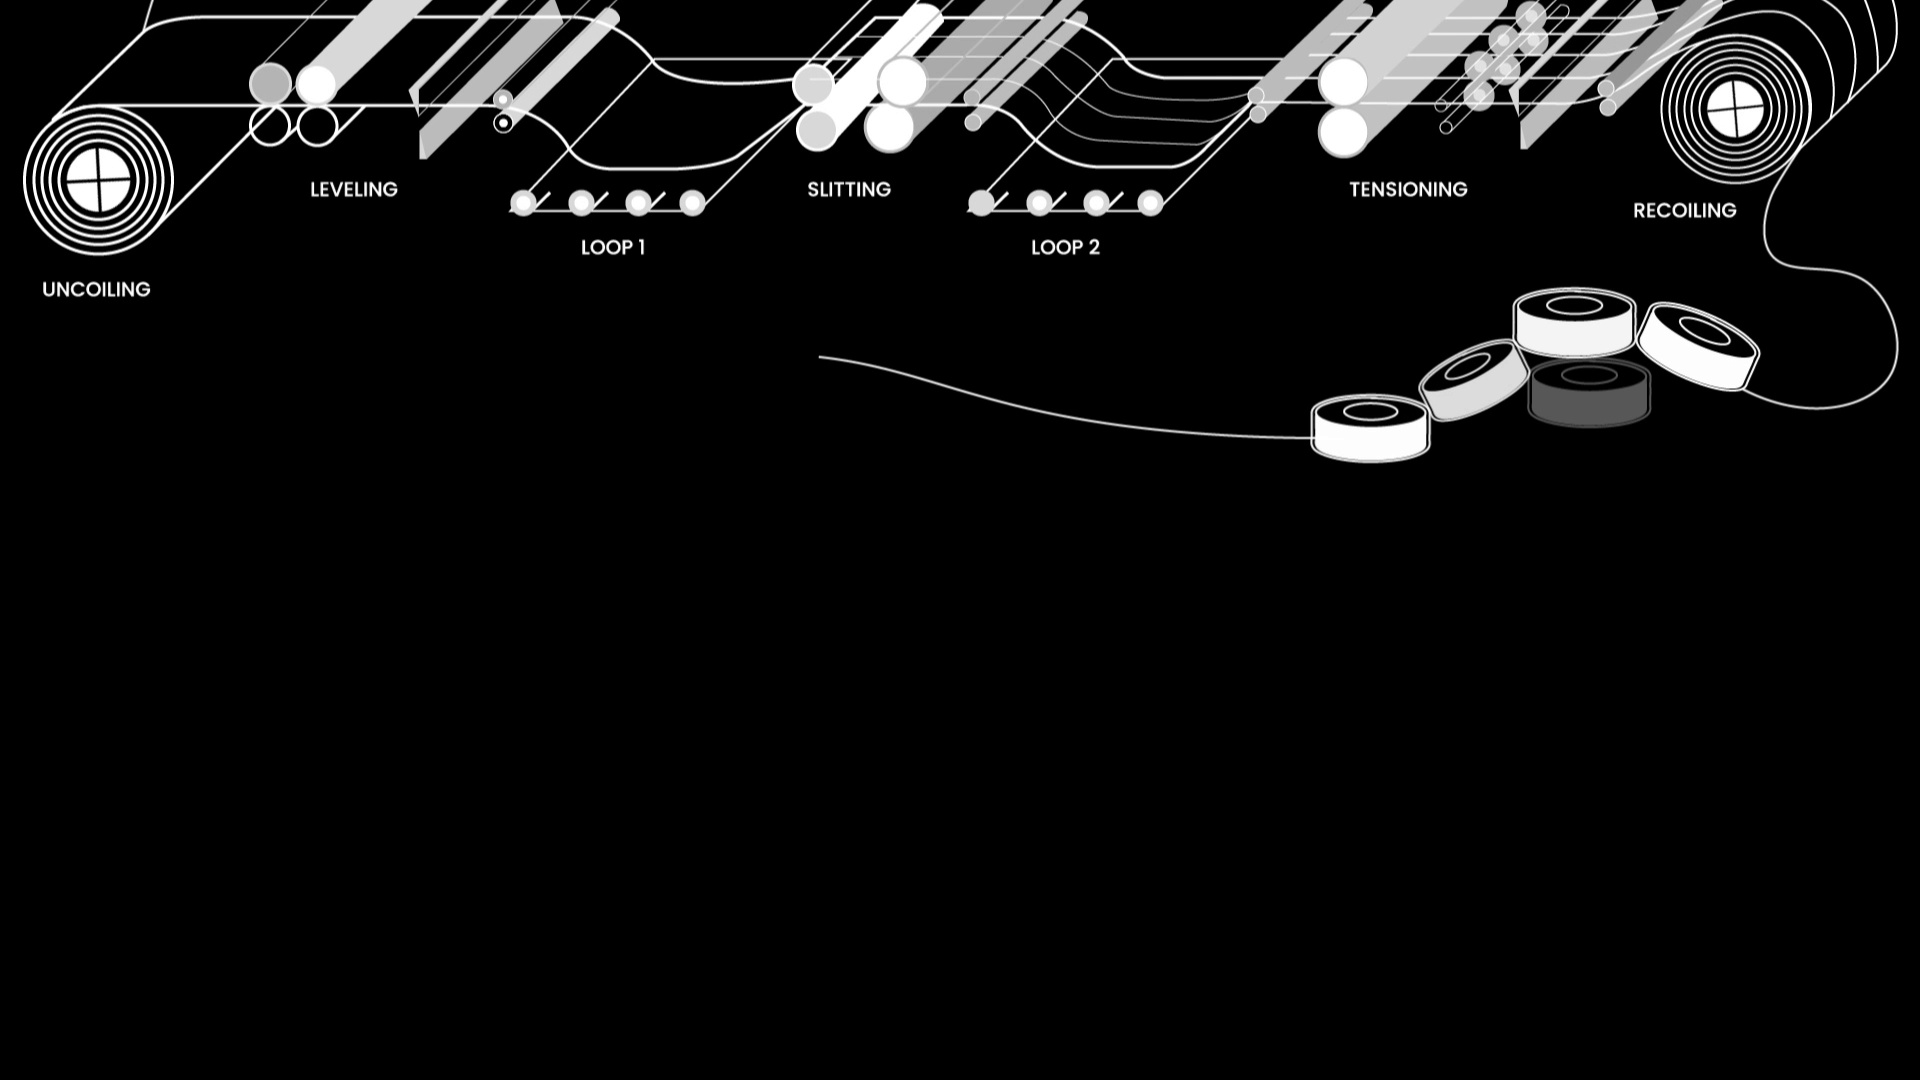 LEVELING
SLITTING
TENSIONING
RECOILING
LOOP 1
LOOP 2
UNCOILING